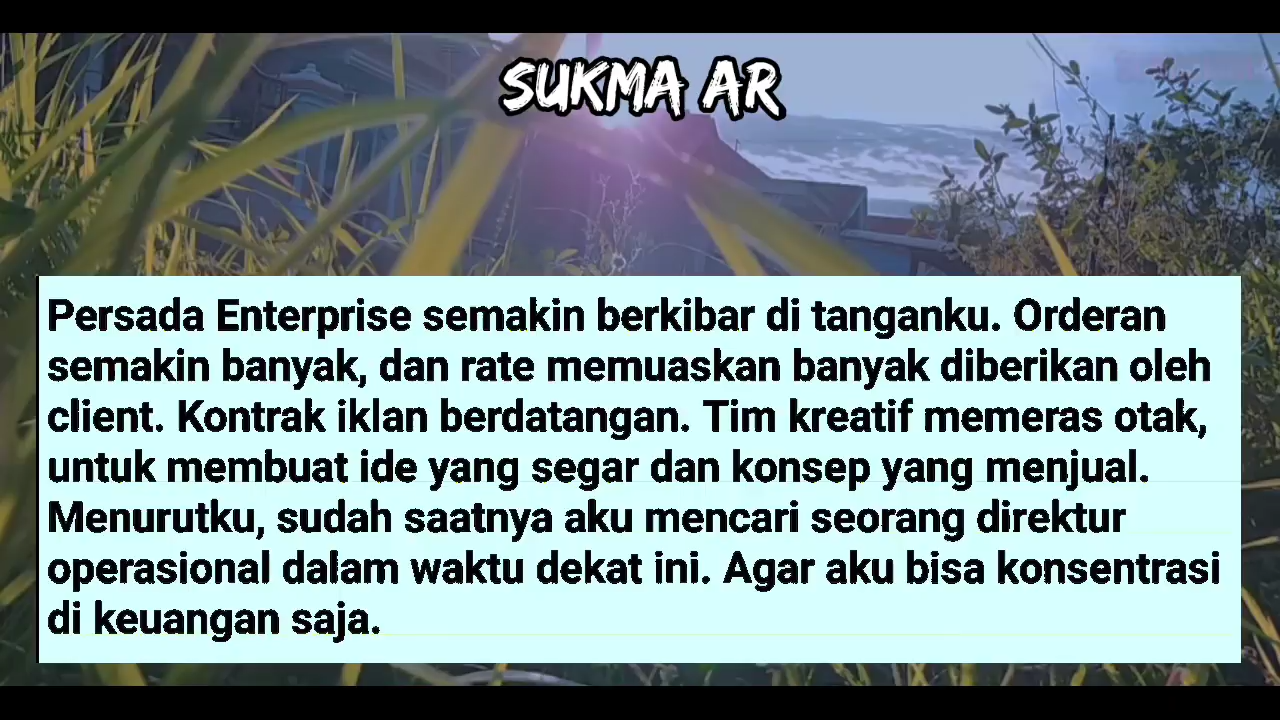 SUKMA AR
Persada Enterprise semakin berkibar di tanganku. Orderan
semakin banyak, dan rate memuaskan banyak diberikan oleh
client. Kontrak iklan berdatangan. Tim kreatif memeras otak,
untuk membuat ide yang segar dan konsep yang menjual.
Menurutku, sudah saatnya aku mencari seorang direktur
operasional dalam waktu dekat ini. Agar aku bisa konsentrasi
di keuangan saja.